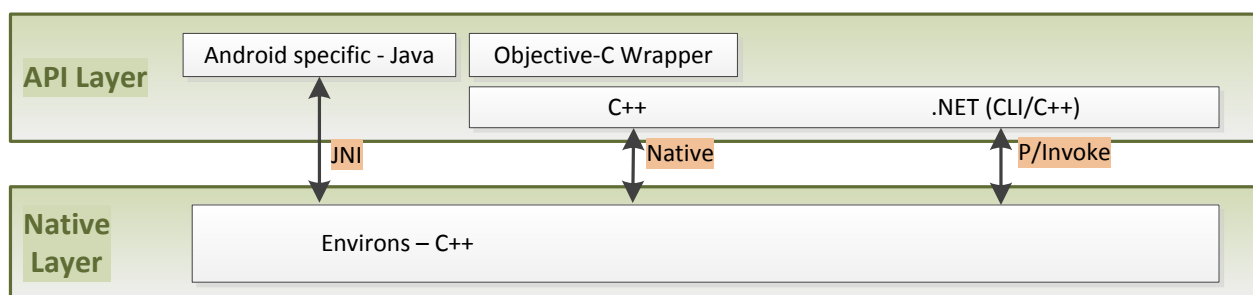 API Layer
Android specific - Java
Objective-C Wrapper
C++
.NET (CLI/C++)
JNI
Native
P/Invoke
Native
Layer
Environs – C++